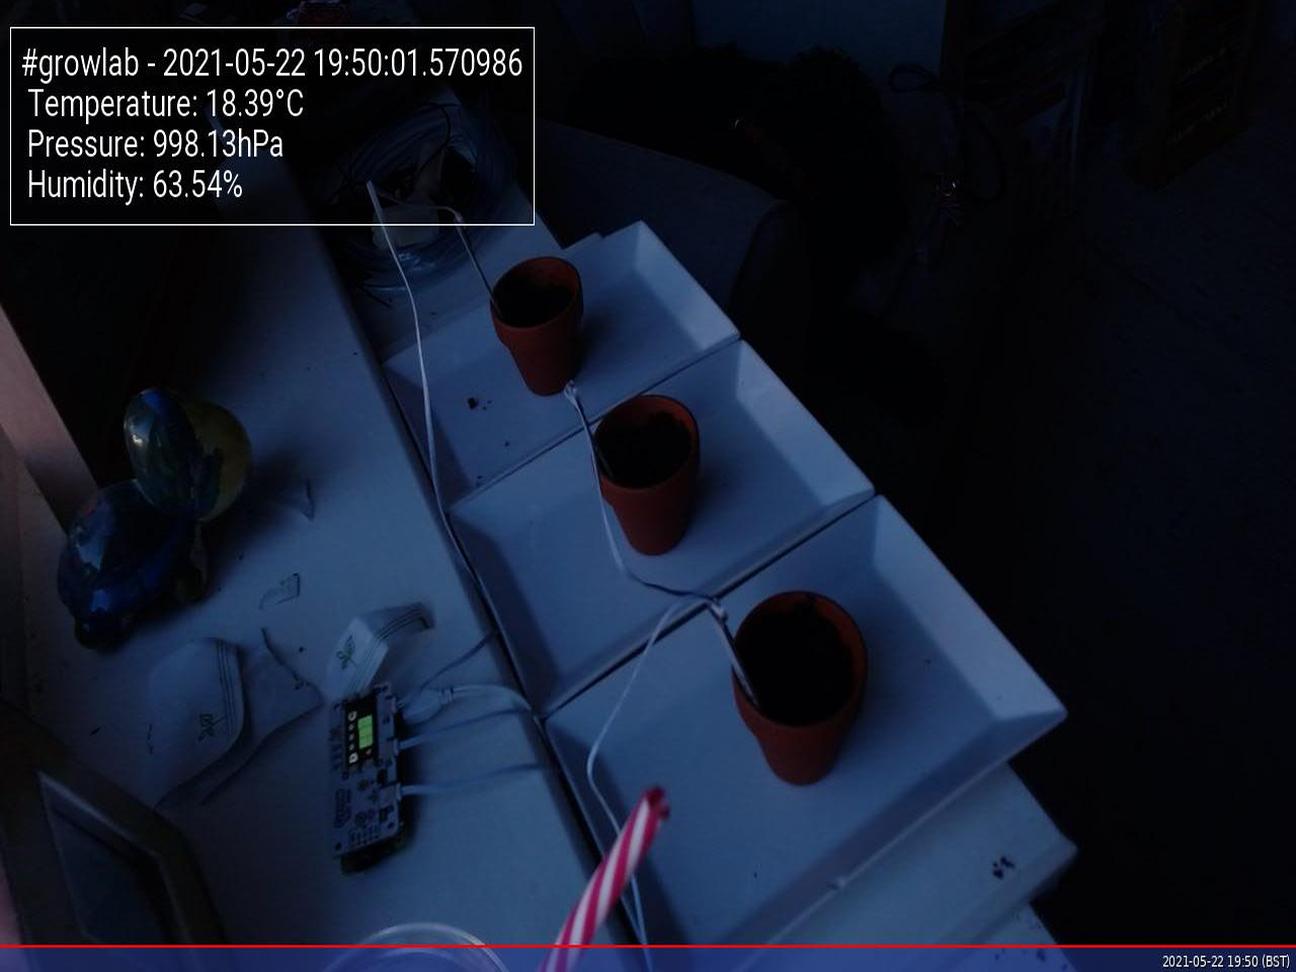 #growlab - 2021-05-22 19:50:01.570986
Temperature: 18.39°C
Pressure: 998.13hPa
Humidity: 63.54%
2021-05-22 19:50 (BST)